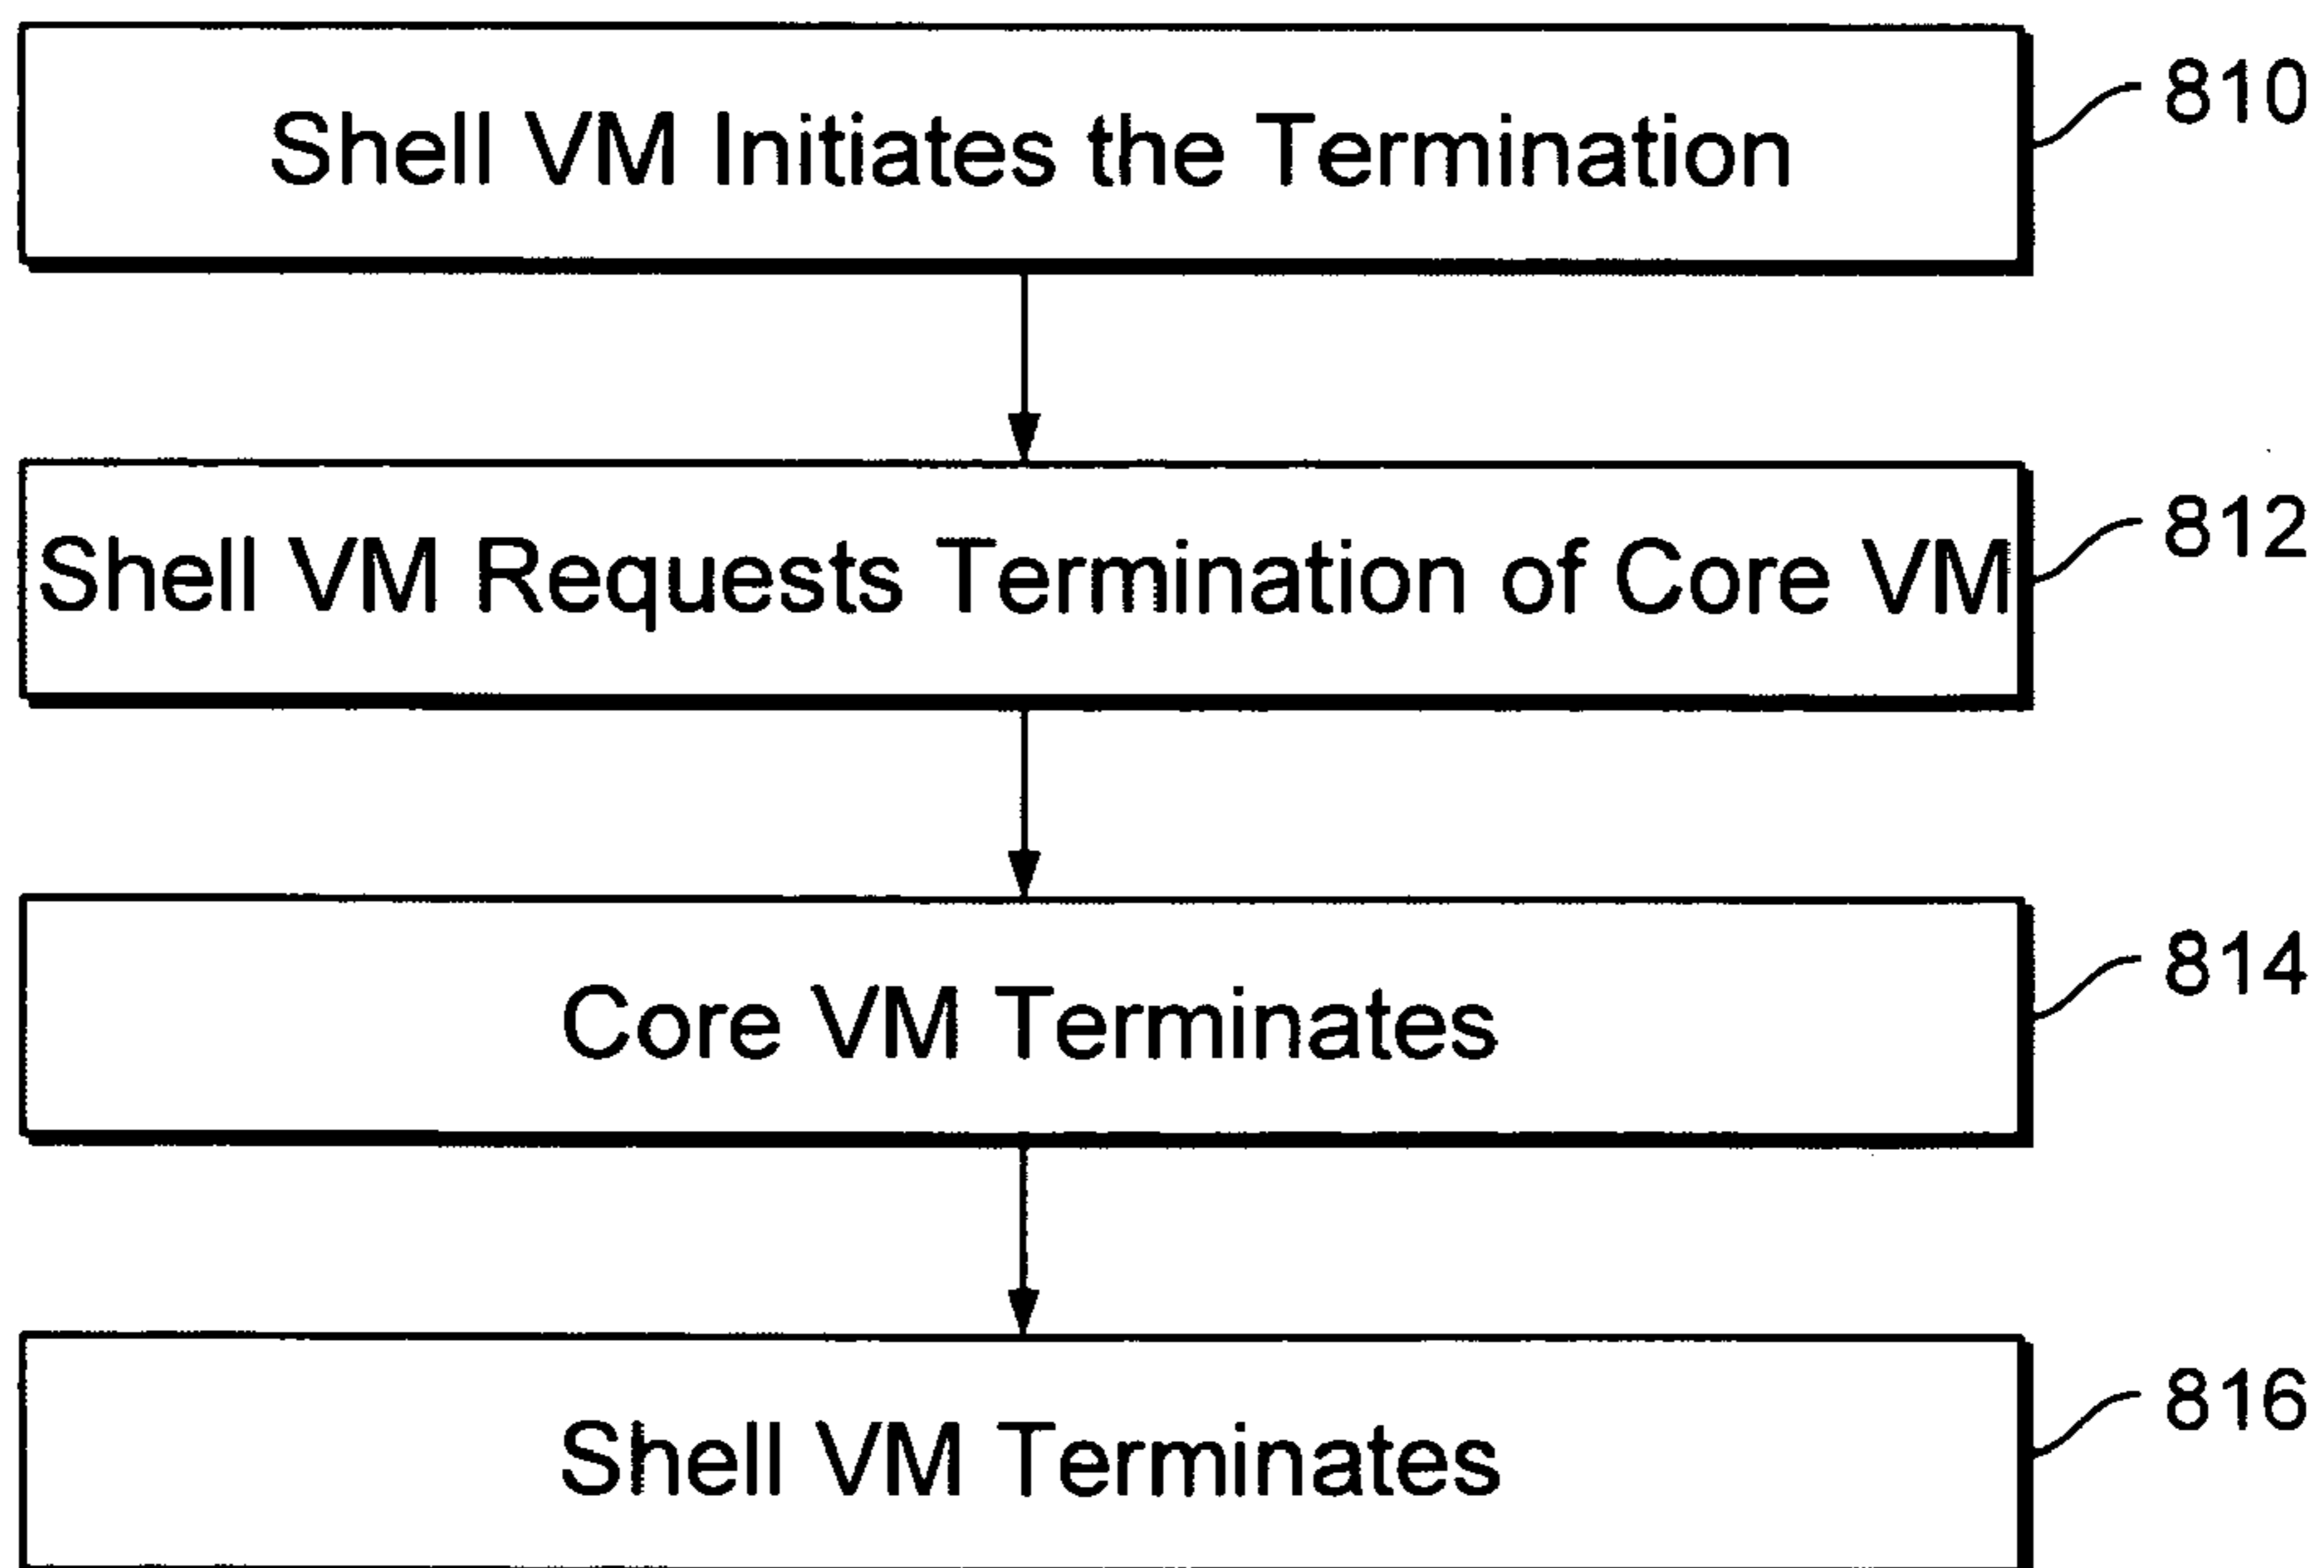 Shell VM Initiates the Termination
810
Shell VM Requests Termination of Core VM
812
Core VM Terminates
814
Shell VM Terminates
816